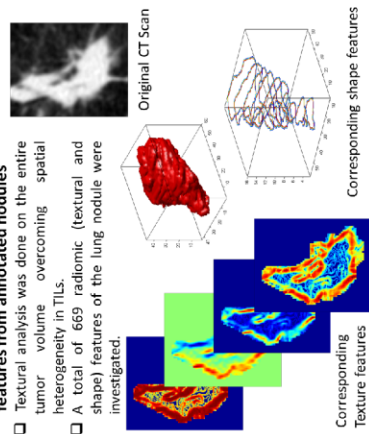 features from annotated nodules
❑ Textural analysis was done on the entire
tumor volume overcoming spatial
heterogeneity in TILs.
❑ A total of 669 radiomic (textural and
shape) features of the lung nodule were
investigated.
Original CT Scan
Corresponding
Texture features
Corresponding shape features